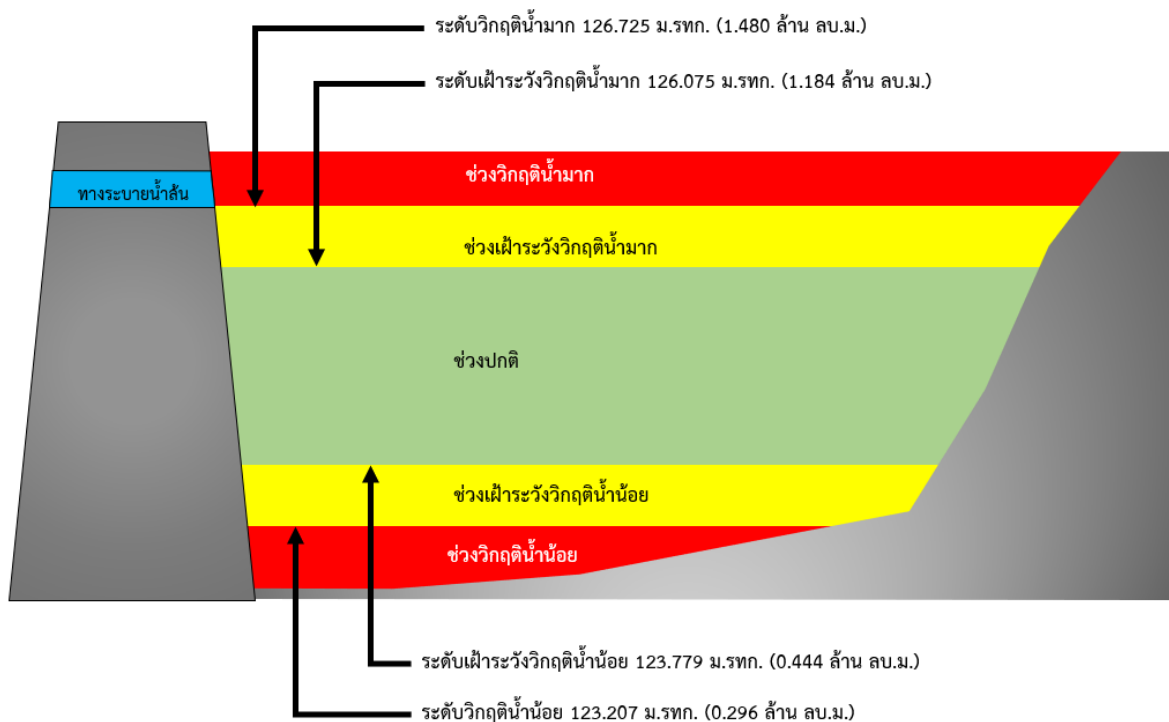 ระดับวิกฤติน้ำมาก 126.725 ม.รทก. (1.480 ล้าน ลบ.ม.)
ระดับเฝ้าระวังวิกฤติน้ำมาก 126.075 ม.รทก. (1.184 ล้าน ลบ.ม.)
ช่วงวิกฤติน้ำมาก
ทางระบายน้ำล้น
ช่วงเฝ้าระวังวิกฤติน้ำมาก
ช่วงปกติ
ช่วงเฝ้าระวังวิกฤติน้ำน้อย
ช่วงวิกฤติน้ำน้อย
ระดับเฝ้าระวังวิกฤติน้ำน้อย 123.779 ม.รทก. (0.444 ล้าน ลบ.ม.)
ระดับวิกฤติน้ำน้อย 123.207 ม.รทก. (0.296 ล้าน ลบ.ม.)